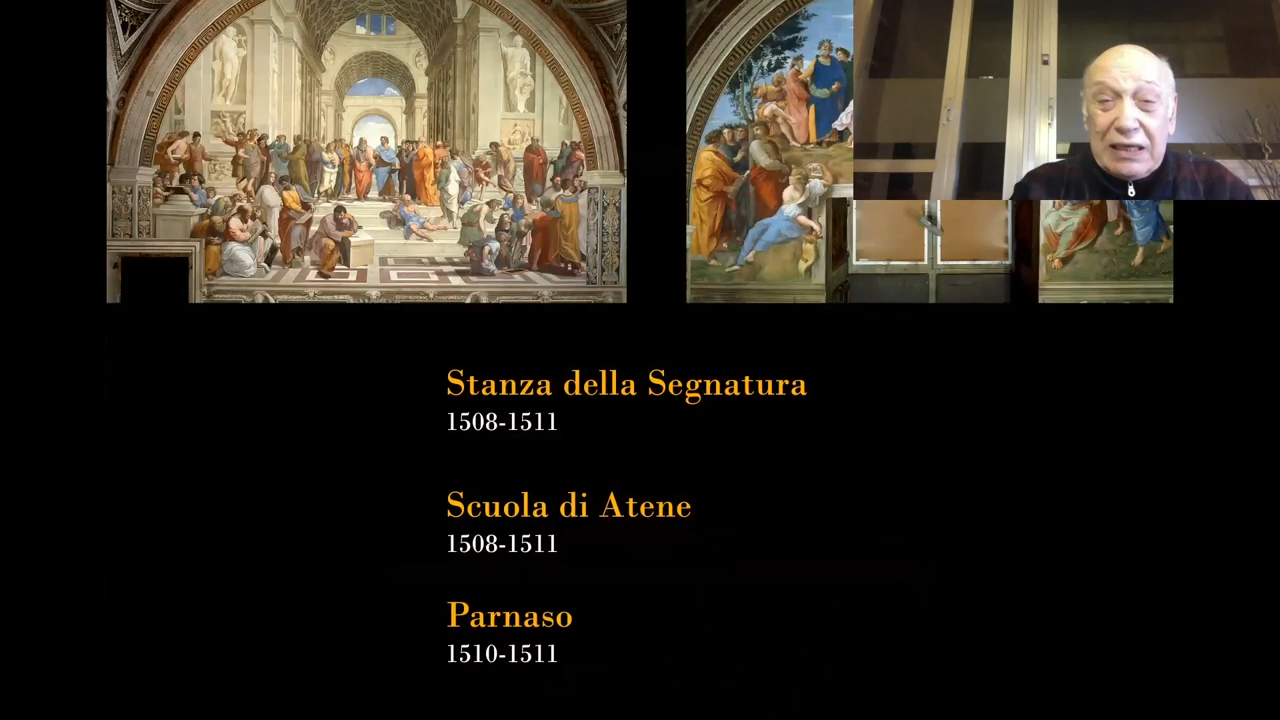 Stanza della Segnatura
1508-1511
Scuola di Atene
1508-1511
Parnaso
1510-1511